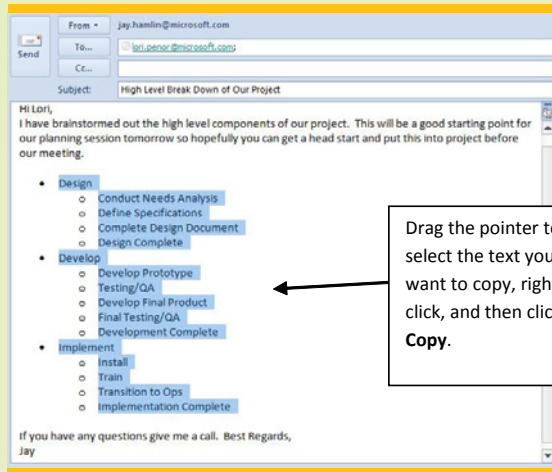 From ▾ jay.hamlin@microsoft.com
Send
To... lori.penor@microsoft.com;
Cc...
Subject: High Level Break Down of Our Project
Hi Lori,
I have brainstormed out the high level components of our project. This will be a good starting point for
our planning session tomorrow so hopefully you can get a head start and put this into project before
our meeting.
• Design
o Conduct Needs Analysis
o Define Specifications
o Complete Design Document
o Design Complete
• Develop
o Develop Prototype
o Testing/QA
o Develop Final Product
o Final Testing/QA
o Development Complete
• Implement
o Install
o Train
o Transition to Ops
o Implementation Complete
If you have any questions give me a call. Best Regards,
Jay
Drag the pointer to
select the text you
want to copy, righ
click, and then clic
Copy.